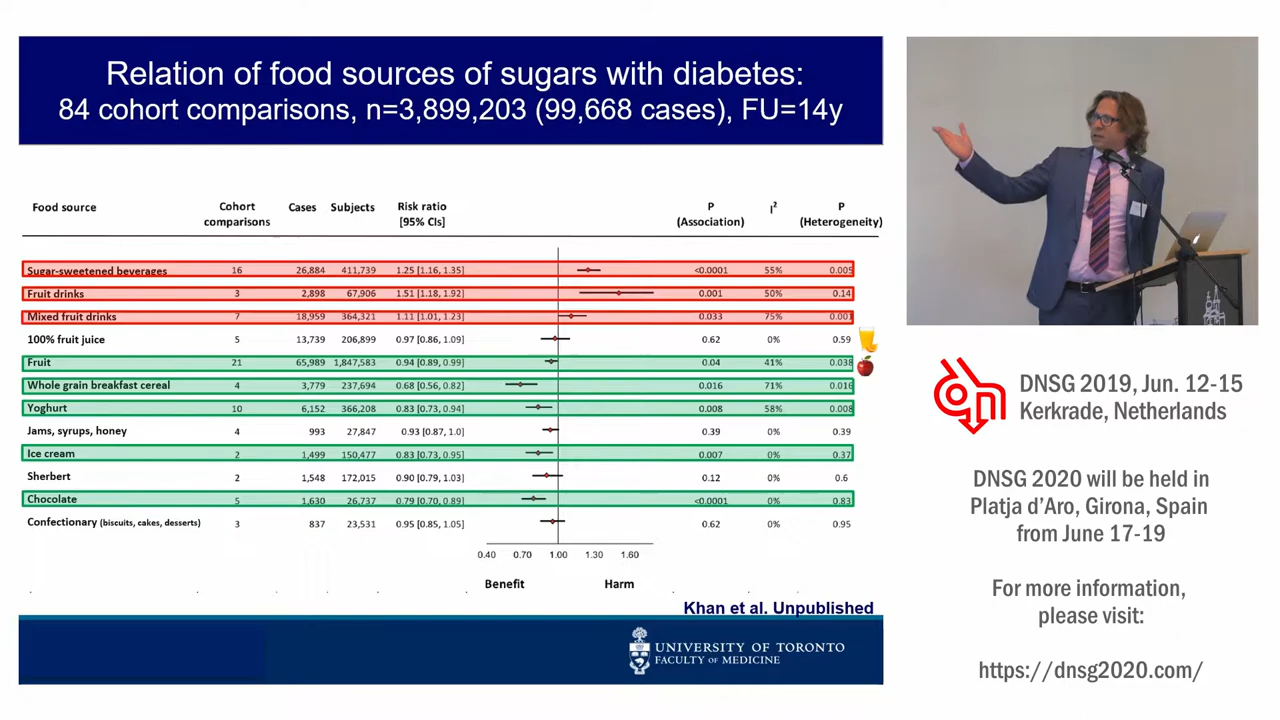 Relation of food sources of sugars with diabetes:
84 cohort comparisons, n=3,899,203 (99,668 cases), FU=14y
Food source Cohort comparisons Cases Subjects Risk ratio [95% CIs] P (Association) I² P (Heterogeneity)
Sugar-sweetened beverages 16 26,884 411,739 1.25 [1.16, 1.35] <0.0001 55% 0.005
Fruit drinks 3 2,898 67,906 1.51 [1.18, 1.92] 0.001 50% 0.14
Mixed fruit drinks 7 18,959 364,321 1.11 [1.01, 1.23] 0.033 75% 0.001
100% fruit juice 5 13,739 206,899 0.97 [0.86, 1.09] 0.62 0% 0.59
Fruit 21 65,989 1,847,583 0.94 [0.89, 0.99] 0.04 41% 0.038
Whole grain breakfast cereal 4 3,779 237,694 0.68 [0.56, 0.82] 0.016 71% 0.016
Yoghurt 10 6,152 366,208 0.83 [0.73, 0.94] 0.008 58% 0.008
Jams, syrups, honey 4 993 27,847 0.93 [0.87, 1.0] 0.39 0% 0.39
Ice cream 2 1,499 150,477 0.83 [0.73, 0.95] 0.007 0% 0.37
Sherbert 2 1,548 172,015 0.90 [0.79, 1.03] 0.12 0% 0.6
Chocolate 5 1,630 26,737 0.79 [0.70, 0.89] <0.0001 0% 0.83
Confectionary (biscuits, cakes, desserts) 3 837 23,531 0.95 [0.85, 1.05] 0.62 0% 0.95
0.40 0.70 1.00 1.30 1.60
Benefit Harm
Khan et al. Unpublished
UNIVERSITY OF TORONTO
FACULTY OF MEDICINE
DNSG 2019, Jun. 12-15
Kerkrade, Netherlands
DNSG 2020 will be held in
Platja d'Aro, Girona, Spain
from June 17-19
For more information,
please visit:
https://dnsg2020.com/